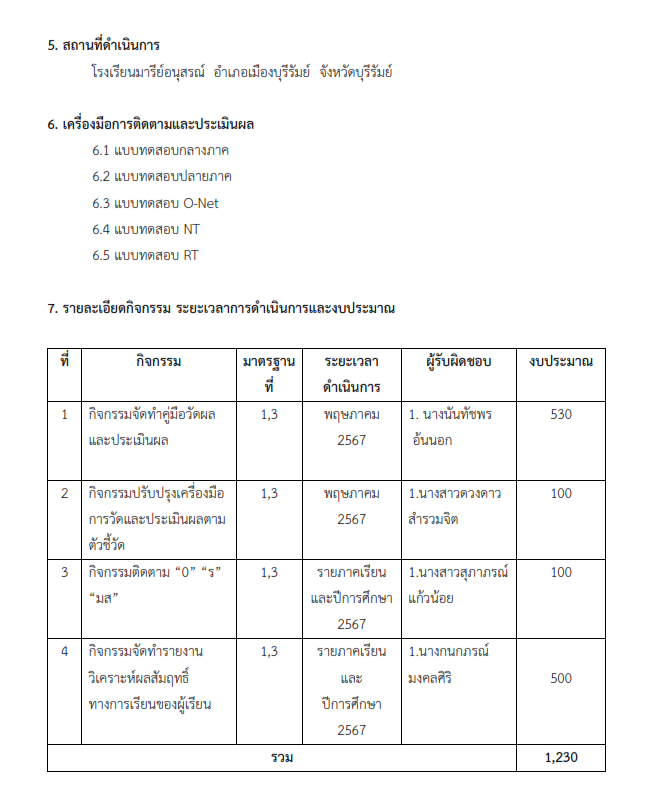 5. สถานที่ดำเนินการ
โรงเรียนมารีย์อนุสรณ์ อำเภอเมืองบุรีรัมย์ จังหวัดบุรีรัมย์
6. เครื่องมือการติดตามและประเมินผล
6.1 แบบทดสอบกลางภาค
6.2 แบบทดสอบปลายภาค
6.3 แบบทดสอบ O-Net
6.4 แบบทดสอบ NT
6.5 แบบทดสอบ RT
7. รายละเอียดกิจกรรม ระยะเวลาการดำเนินการและงบประมาณ
ที่ กิจกรรม มาตรฐาน ระยะเวลา ผู้รับผิดชอบ งบประมาณ
ที่ ดำเนินการ
1 กิจกรรมจัดทำคู่มือวัดผล 1,3 พฤษภาคม 1. นางนันทัชพร 530
และประเมินผล 2567 อ้นนอก
2 กิจกรรมปรับปรุงเครื่องมือ 1,3 พฤษภาคม 1.นางสาวดวงดาว 100
การวัดและประเมินผลตาม 2567 สำรวมจิต
ตัวชี้วัด
3 กิจกรรมติดตาม “0” “ร” 1,3 รายภาคเรียน 1.นางสาวสุภาภรณ์ 100
“มส” และปีการศึกษา แก้วน้อย
2567
4 กิจกรรมจัดทำรายงาน 1,3 รายภาคเรียน 1.นางกนกภรณ์
วิเคราะห์ผลสัมฤทธิ์ และ มงคลศิริ 500
ทางการเรียนของผู้เรียน ปีการศึกษา
2567
รวม 1,230